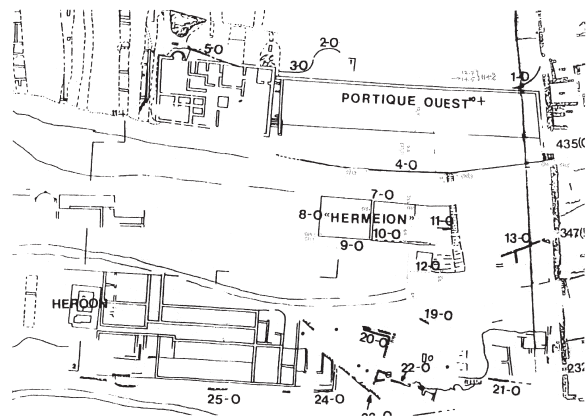 2-O
5-O
3-O
1-O
PORTIQUE OUEST
435(
4-O
7-O
8-O "HERMEION"
11-O
347(
10-O
13-O
9-O
12-O
HEROON
19-O
20-O
22-O
232
25-O
24-O
21-O